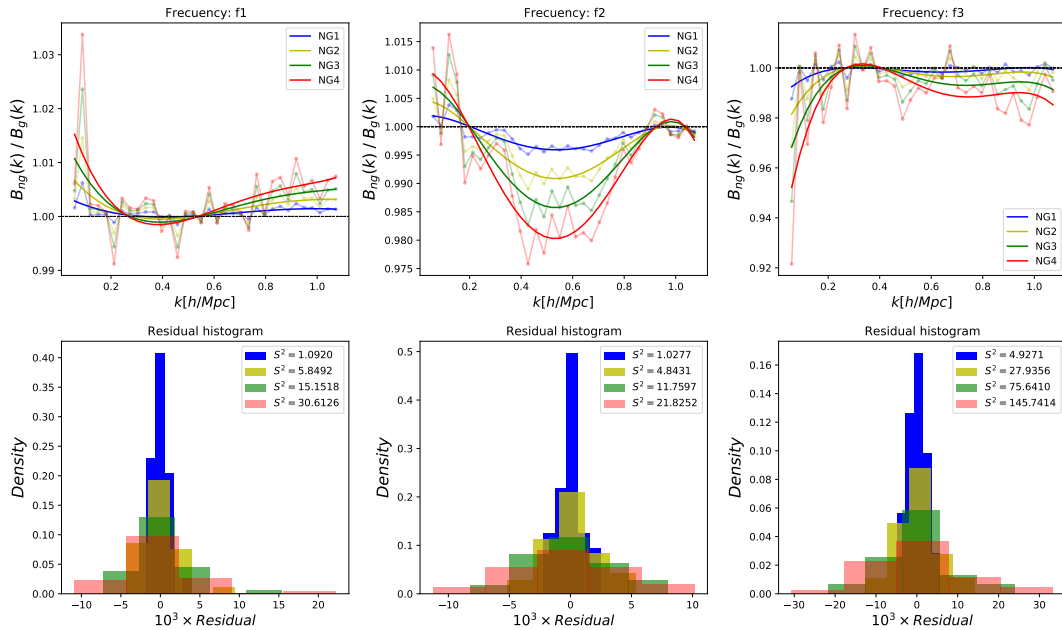 Frecuency: f1
NG1
NG2
NG3
NG4
1.03
1.02
1.01
1.00
0.99
B_ng(k) / B_g(k)
0.2 0.4 0.6 0.8 1.0
k[h/Mpc]
Frecuency: f2
NG1
NG2
NG3
NG4
1.015
1.010
1.005
1.000
0.995
0.990
0.985
0.980
0.975
B_ng(k) / B_g(k)
0.2 0.4 0.6 0.8 1.0
k[h/Mpc]
Frecuency: f3
1.00
0.98
0.96
0.94
0.92
B_ng(k) / B_g(k)
NG1
NG2
NG3
NG4
0.2 0.4 0.6 0.8 1.0
k[h/Mpc]
Residual histogram
S² = 1.0920
S² = 5.8492
S² = 15.1518
S² = 30.6126
0.40
0.35
0.30
0.25
0.20
0.15
0.10
0.05
0.00
Density
−10 −5 0 5 10 15 20
10³ × Residual
Residual histogram
S² = 1.0277
S² = 4.8431
S² = 11.7597
S² = 21.8252
0.5
0.4
0.3
0.2
0.1
0.0
Density
−10 −5 0 5 10
10³ × Residual
Residual histogram
S² = 4.9271
S² = 27.9356
S² = 75.6410
S² = 145.7414
0.16
0.14
0.12
0.10
0.08
0.06
0.04
0.02
0.00
Density
−30 −20 −10 0 10 20 30
10³ × Residual